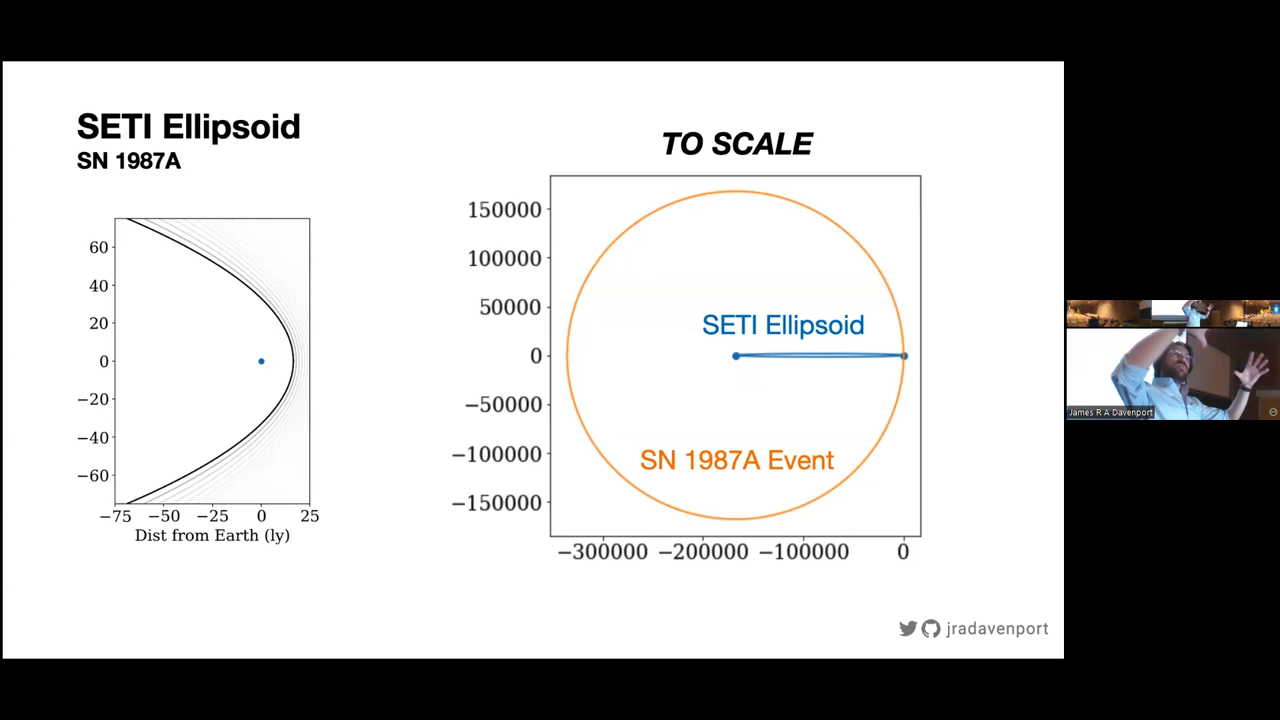 SETI Ellipsoid
SN 1987A
60
40
20
0
−20
−40
−60
−75 −50 −25 0 25
Dist from Earth (ly)
TO SCALE
150000
100000
50000
0
−50000
−100000
−150000
SETI Ellipsoid
SN 1987A Event
−300000 −200000 −100000 0
jradavenport
James R A Davenport